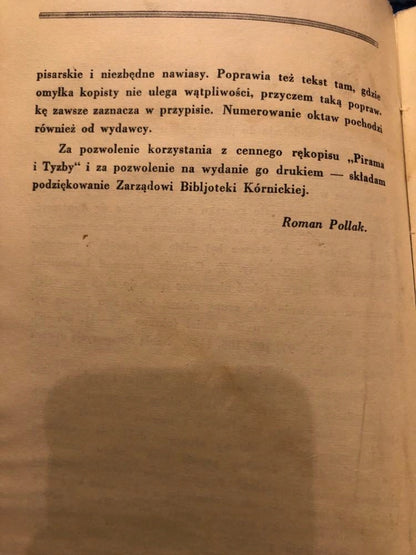 pisarskie i niezbędne nawiasy. Poprawia też tekst tam, gdzie
omyłka kopisty nie ulega wątpliwości, przyczem taką popraw.
kę zawsze zaznacza w przypisie. Numerowanie oktaw pochodzi
również od wydawcy.
Za pozwolenie korzystania z cennego rękopisu „Pirama
i Tyzby“ i za pozwolenie na wydanie go drukiem — składam
podziękowanie Zarządowi Bibljoteki Kórnickiej.
Roman Pollak.